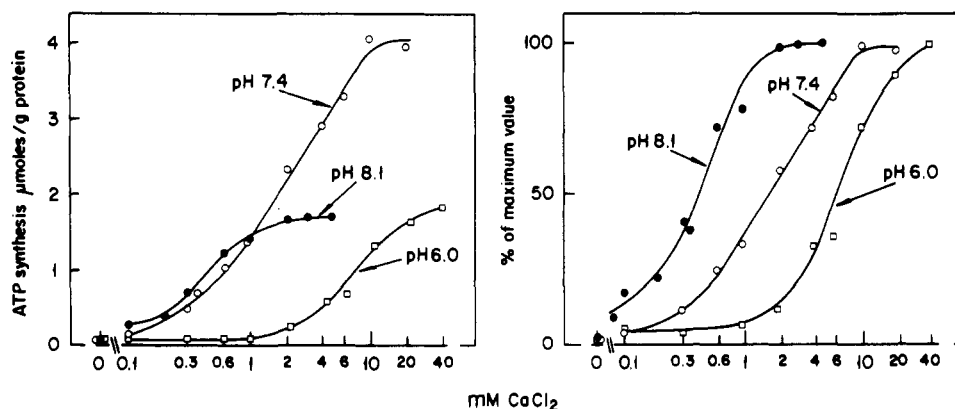 ATP synthesis μmoles/g protein
4
3
2
1
0
pH 7.4
pH 8.1
pH 6.0
0 0.1 0.3 0.6 1 2 4 6 10 20 40
% of maximum value
100
50
0
pH 8.1
pH 7.4
pH 6.0
0 0.1 0.3 0.6 1 2 4 6 10 20 40
mM CaCl₂